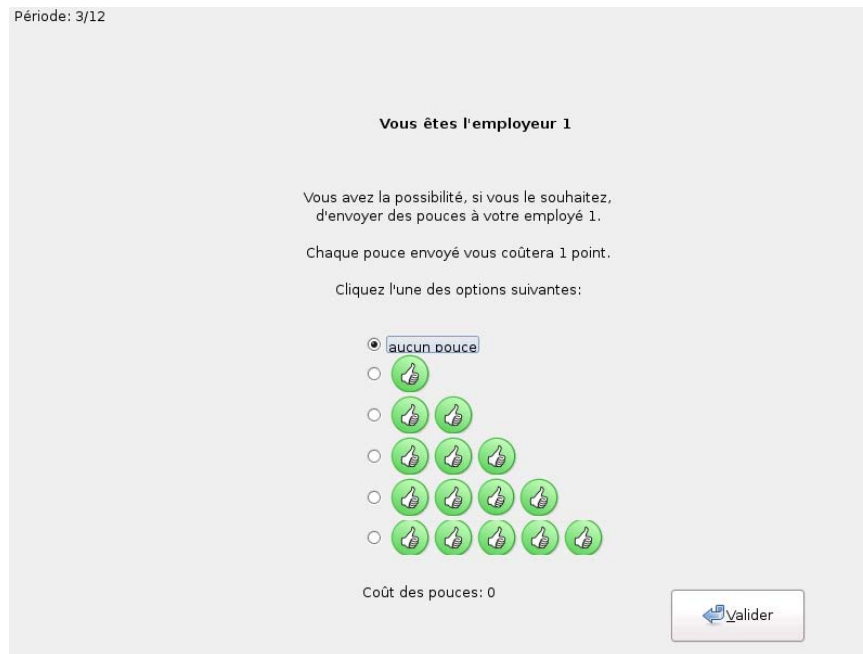 Période: 3/12
Vous êtes l'employeur 1
Vous avez la possibilité, si vous le souhaitez,
d'envoyer des pouces à votre employé 1.
Chaque pouce envoyé vous coûtera 1 point.
Cliquez l'une des options suivantes:
aucun pouce
Coût des pouces: 0
Valider